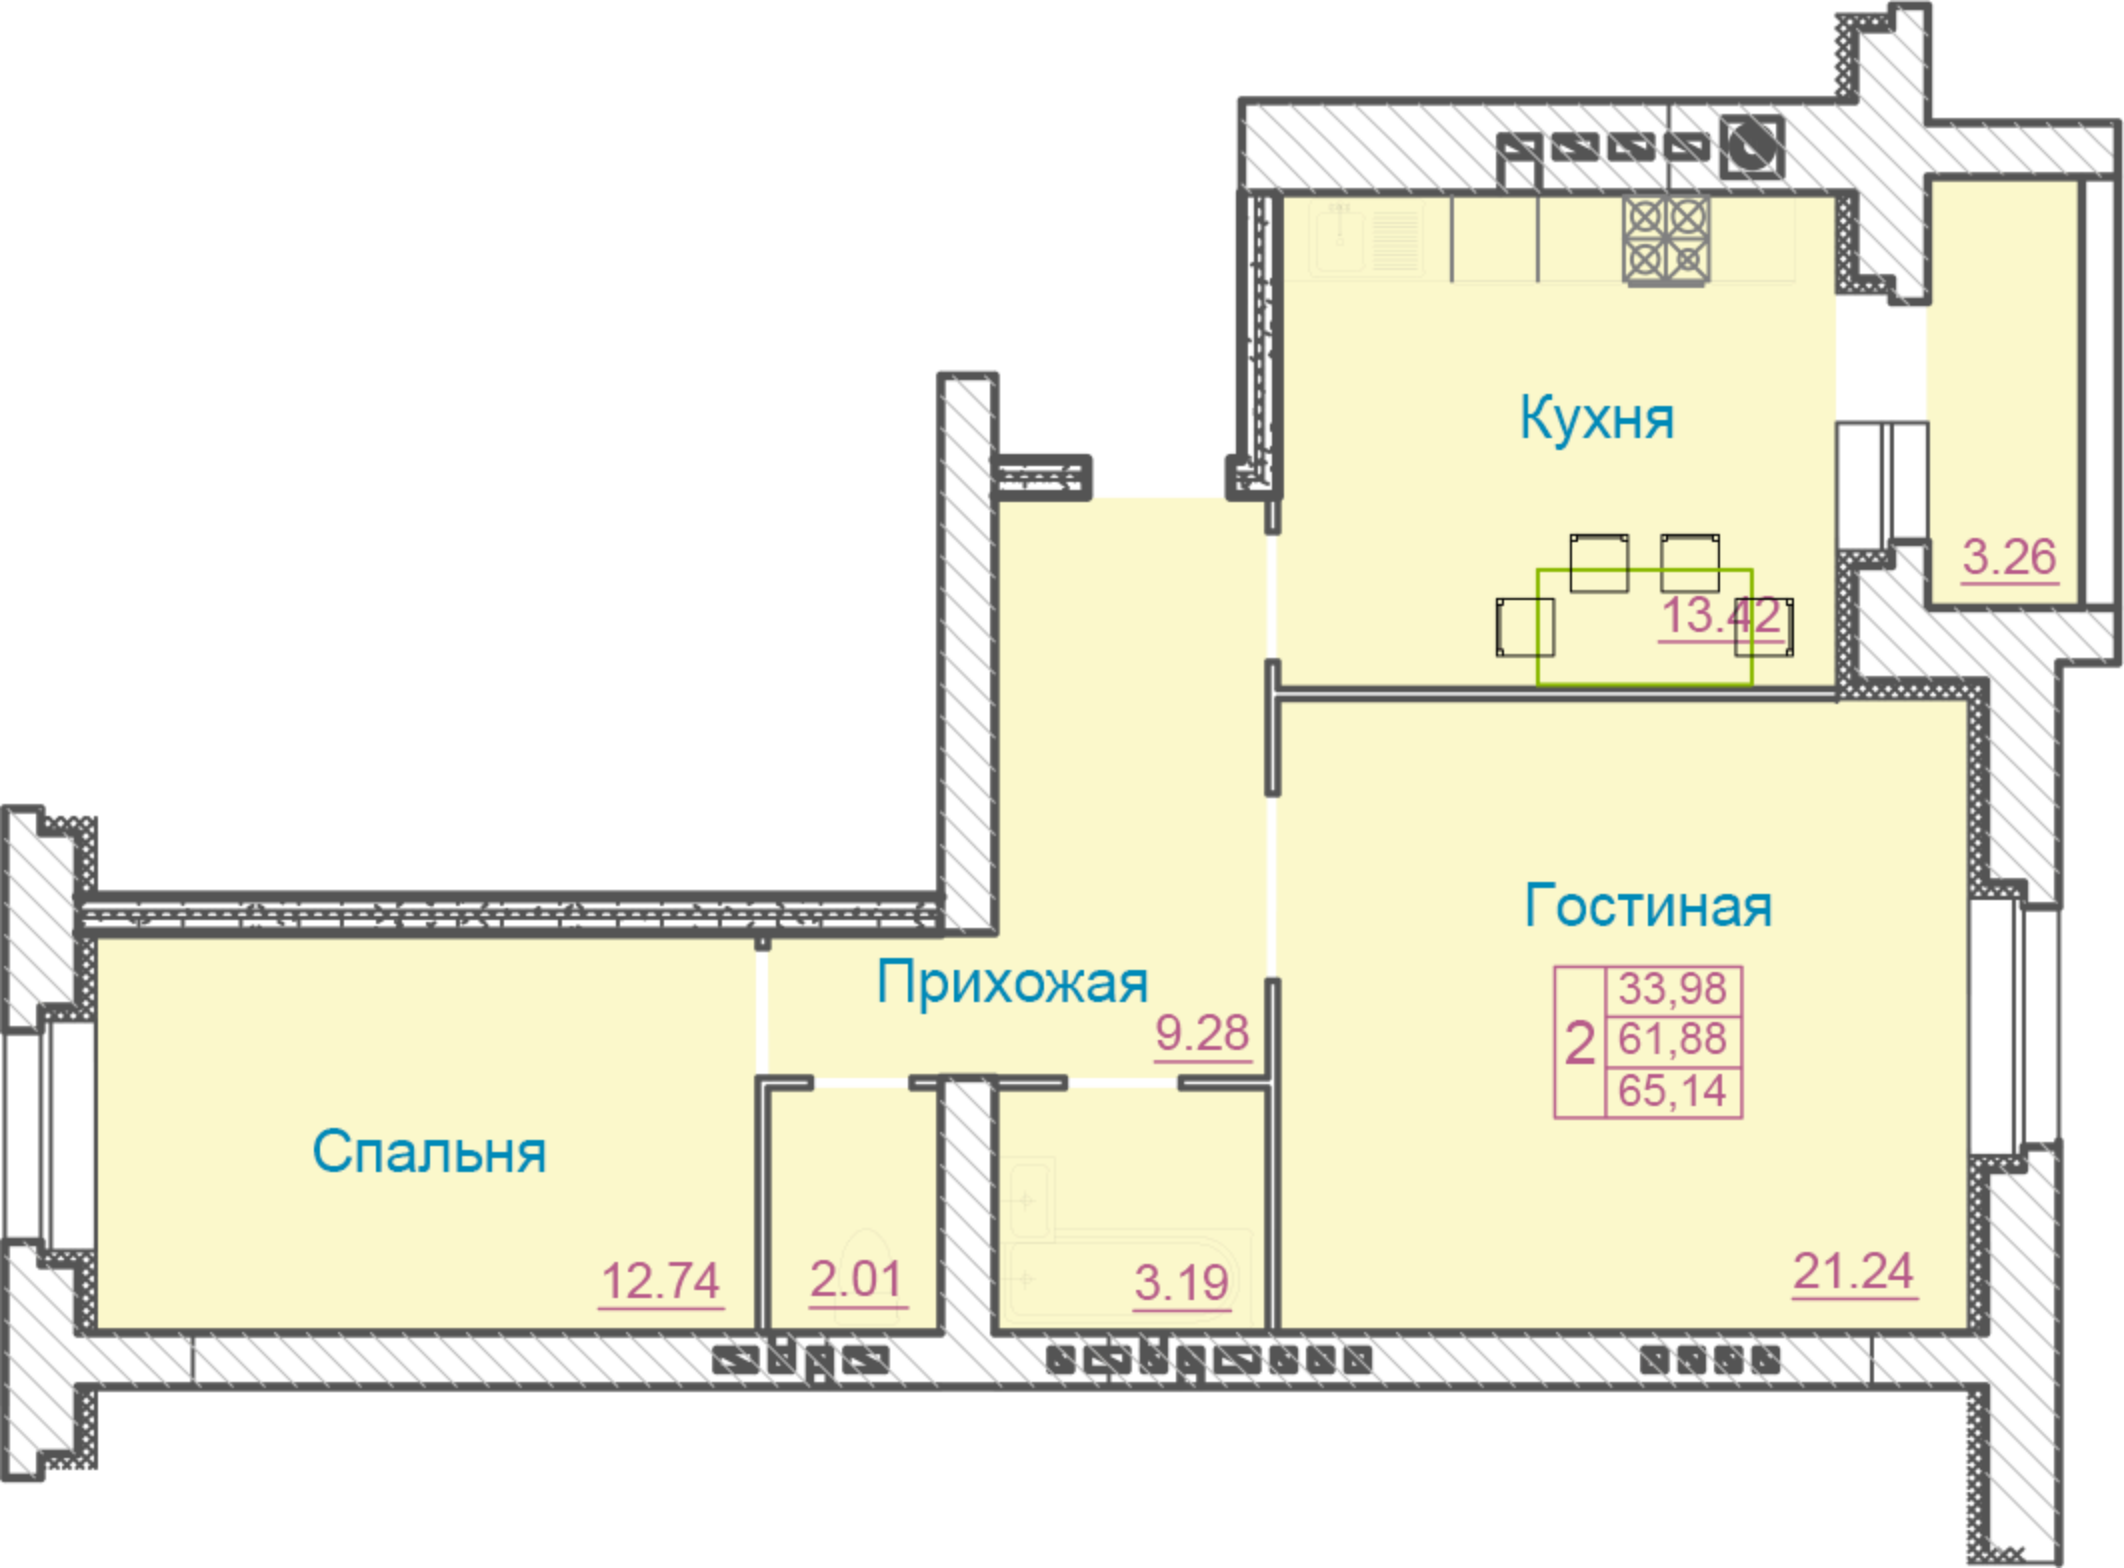 Кухня
3.26
13.42
Гостиная
Прихожая
9.28
2
33,98
61,88
65,14
Спальня
12.74
2.01
3.19
21.24